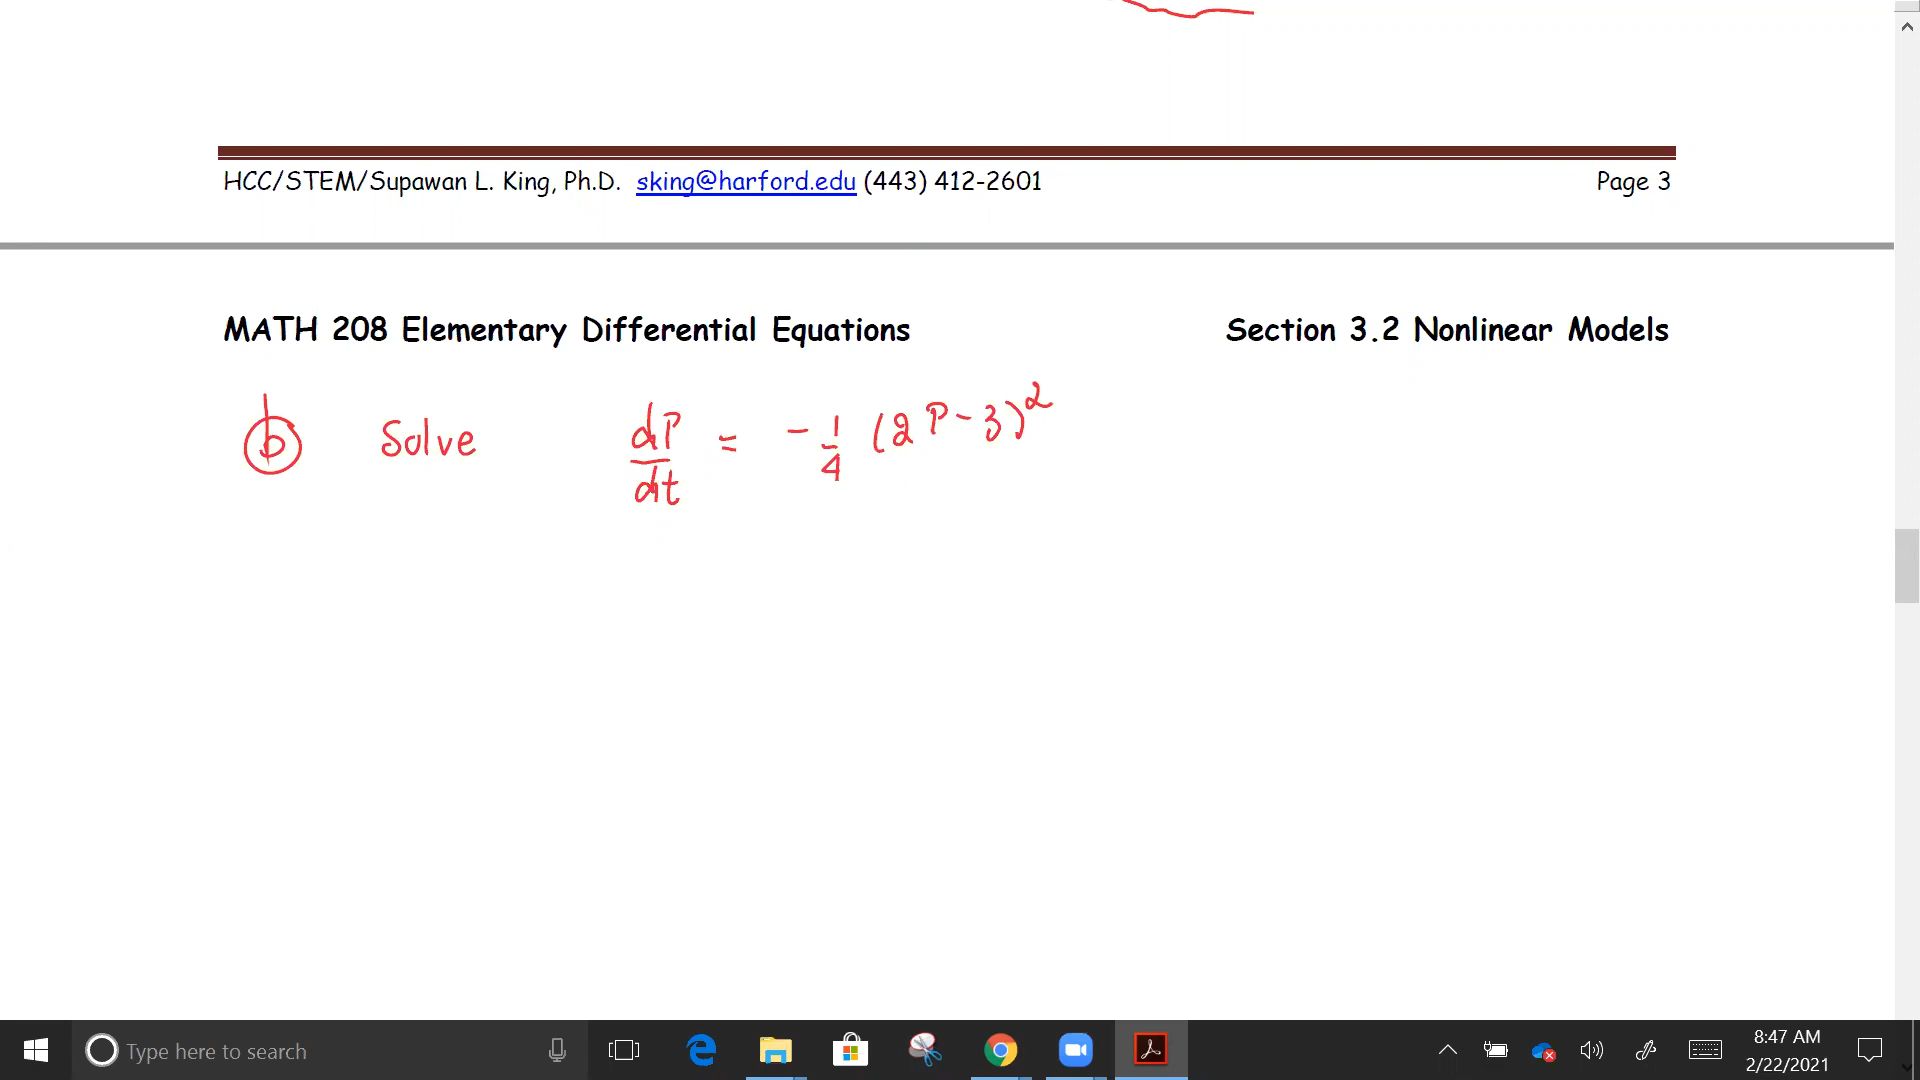 HCC/STEM/Supawan L. King, Ph.D. sking@harford.edu (443) 412-2601 Page 3
MATH 208 Elementary Differential Equations Section 3.2 Nonlinear Models
b Solve dP/dt = - 1/4 (2P-3)^2
Type here to search
8:47 AM
2/22/2021